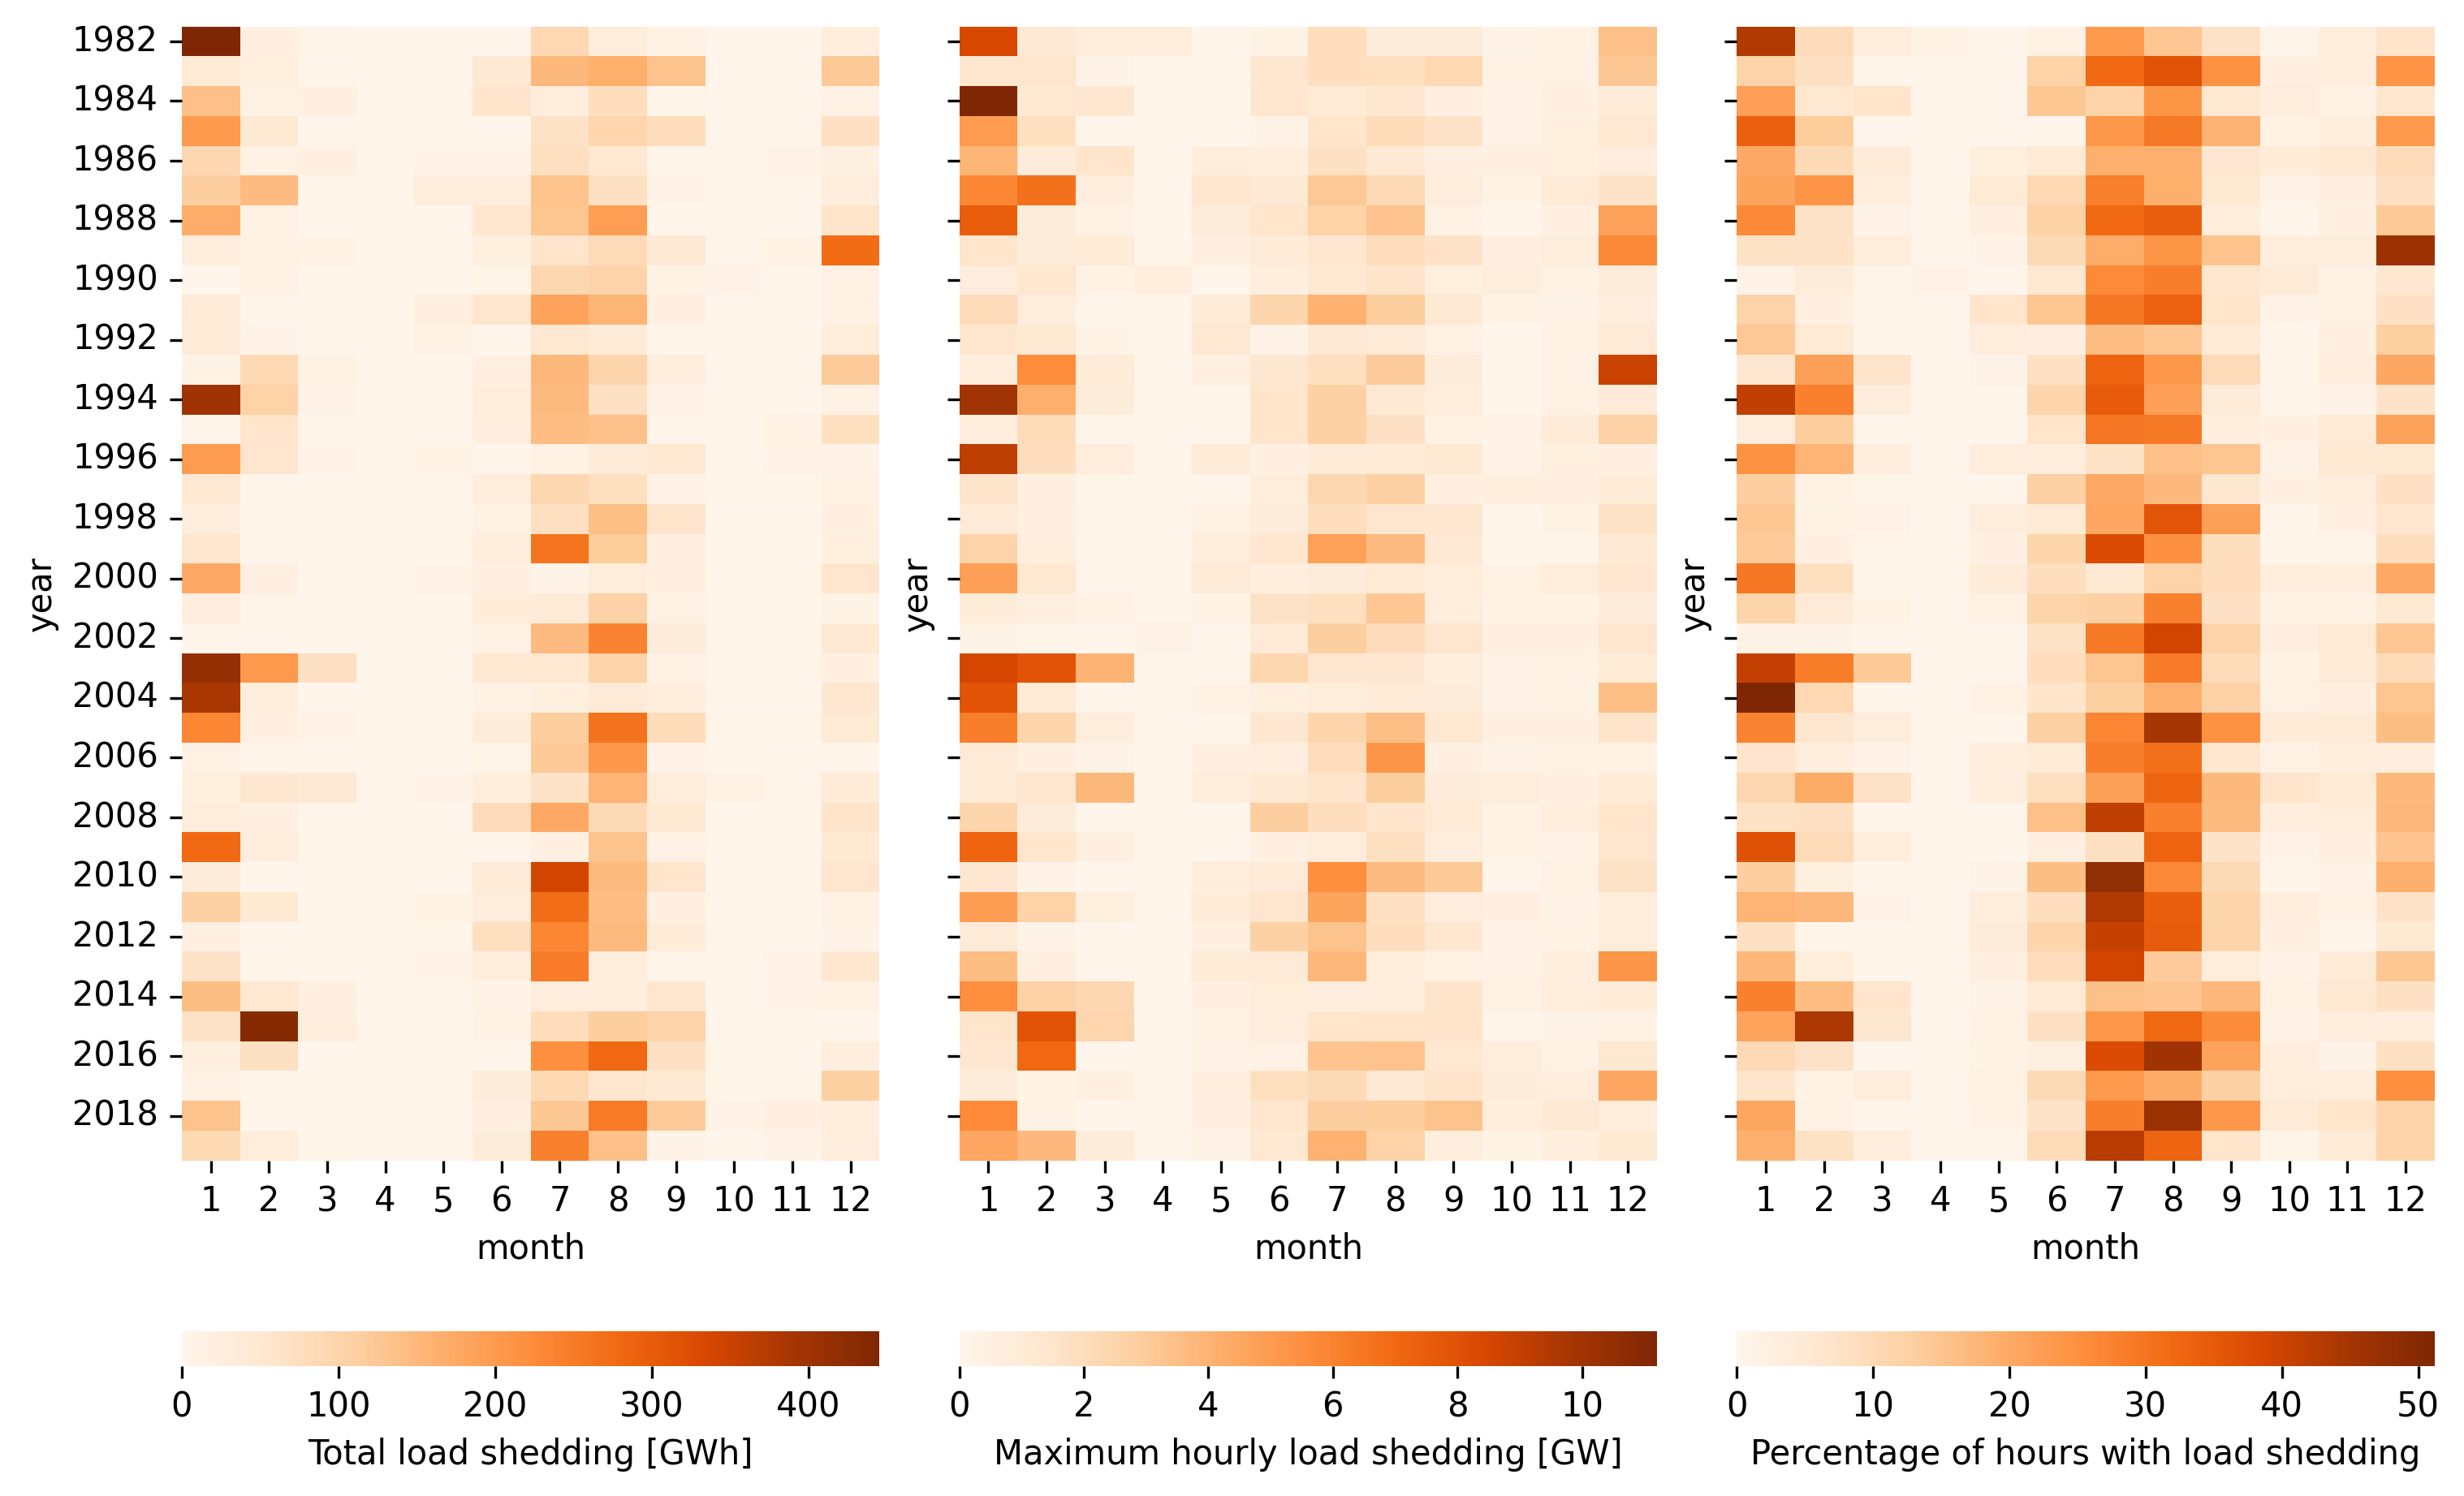 1982
1984
1986
1988
1990
1992
1994
1996
1998
2000
2002
2004
2006
2008
2010
2012
2014
2016
2018
year
year
year
1 2 3 4 5 6 7 8 9 10 11 12
1 2 3 4 5 6 7 8 9 10 11 12
1 2 3 4 5 6 7 8 9 10 11 12
month
month
month
0 100 200 300 400
0 2 4 6 8 10
0 10 20 30 40 50
Total load shedding [GWh]
Maximum hourly load shedding [GW]
Percentage of hours with load shedding